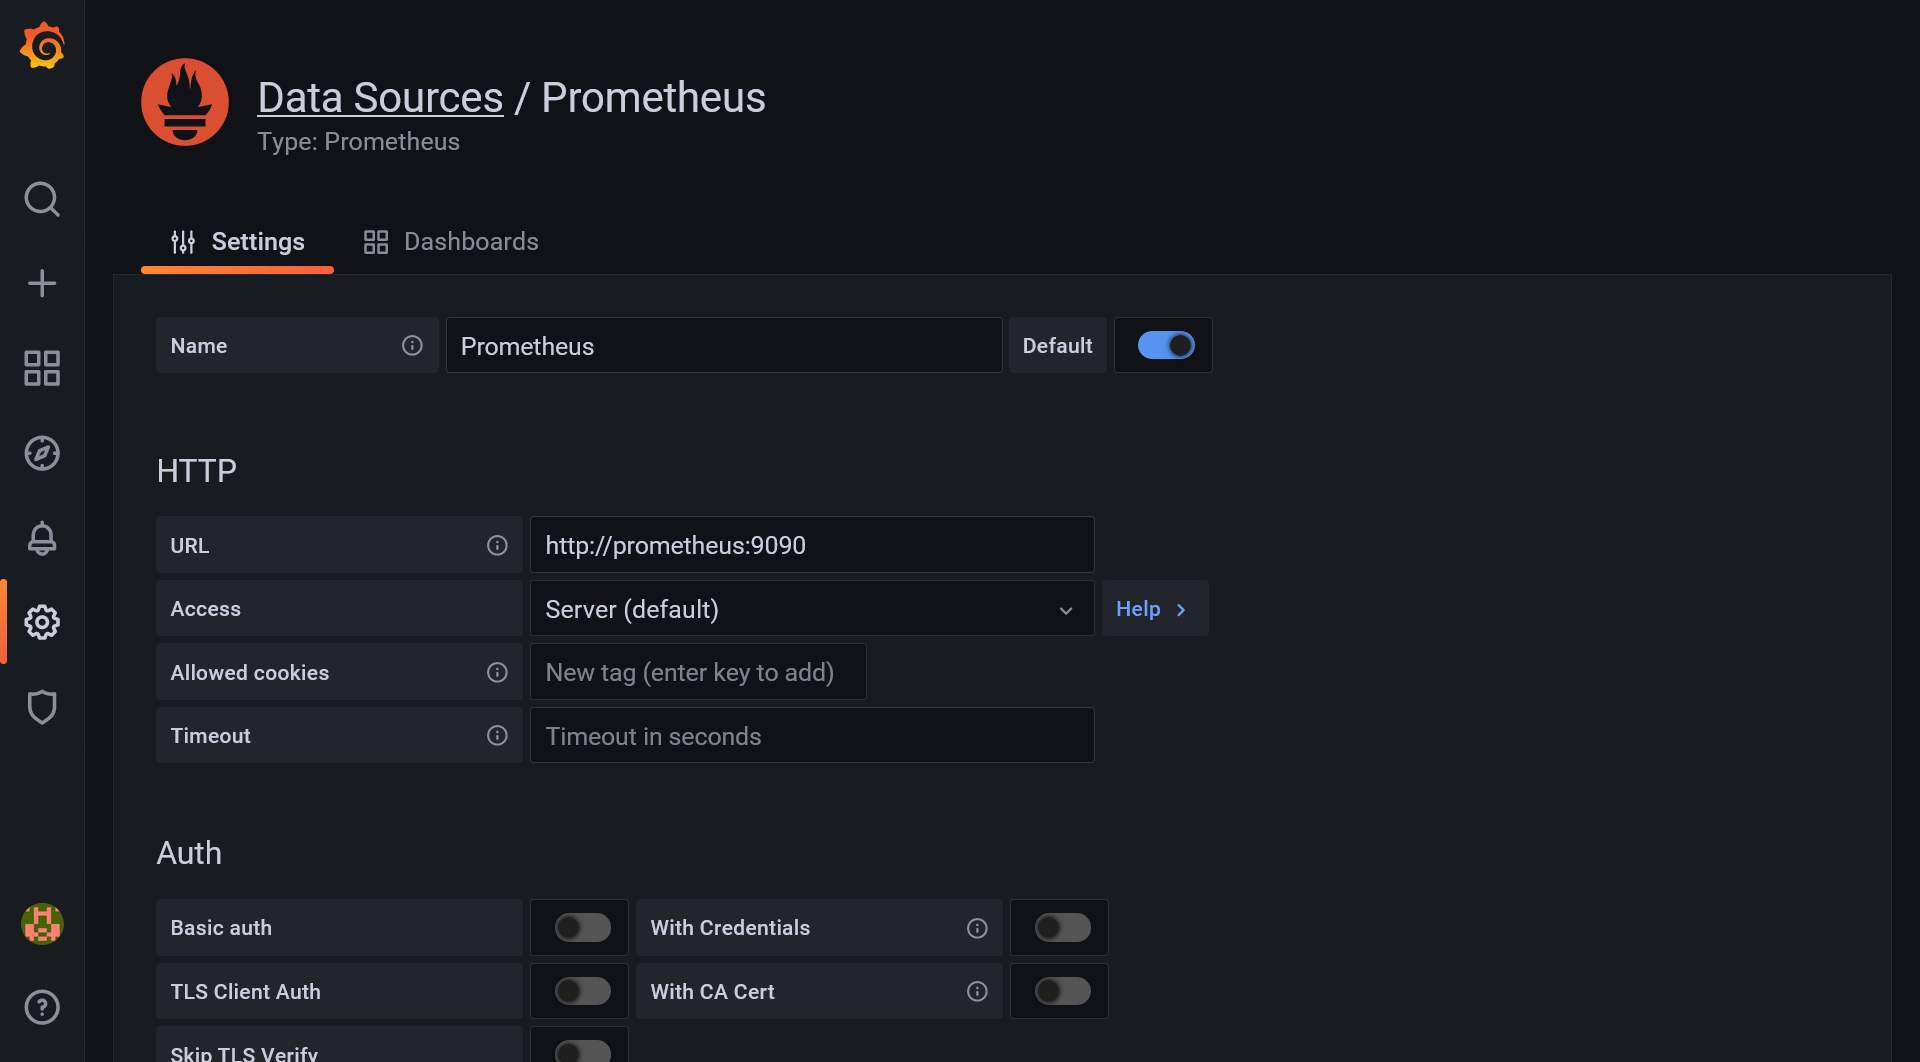 Data Sources / Prometheus
Type: Prometheus
Settings Dashboards
Name Prometheus Default
HTTP
URL http://prometheus:9090
Access Server (default) Help
Allowed cookies New tag (enter key to add)
Timeout Timeout in seconds
Auth
Basic auth With Credentials
TLS Client Auth With CA Cert
Skip TLS Verify